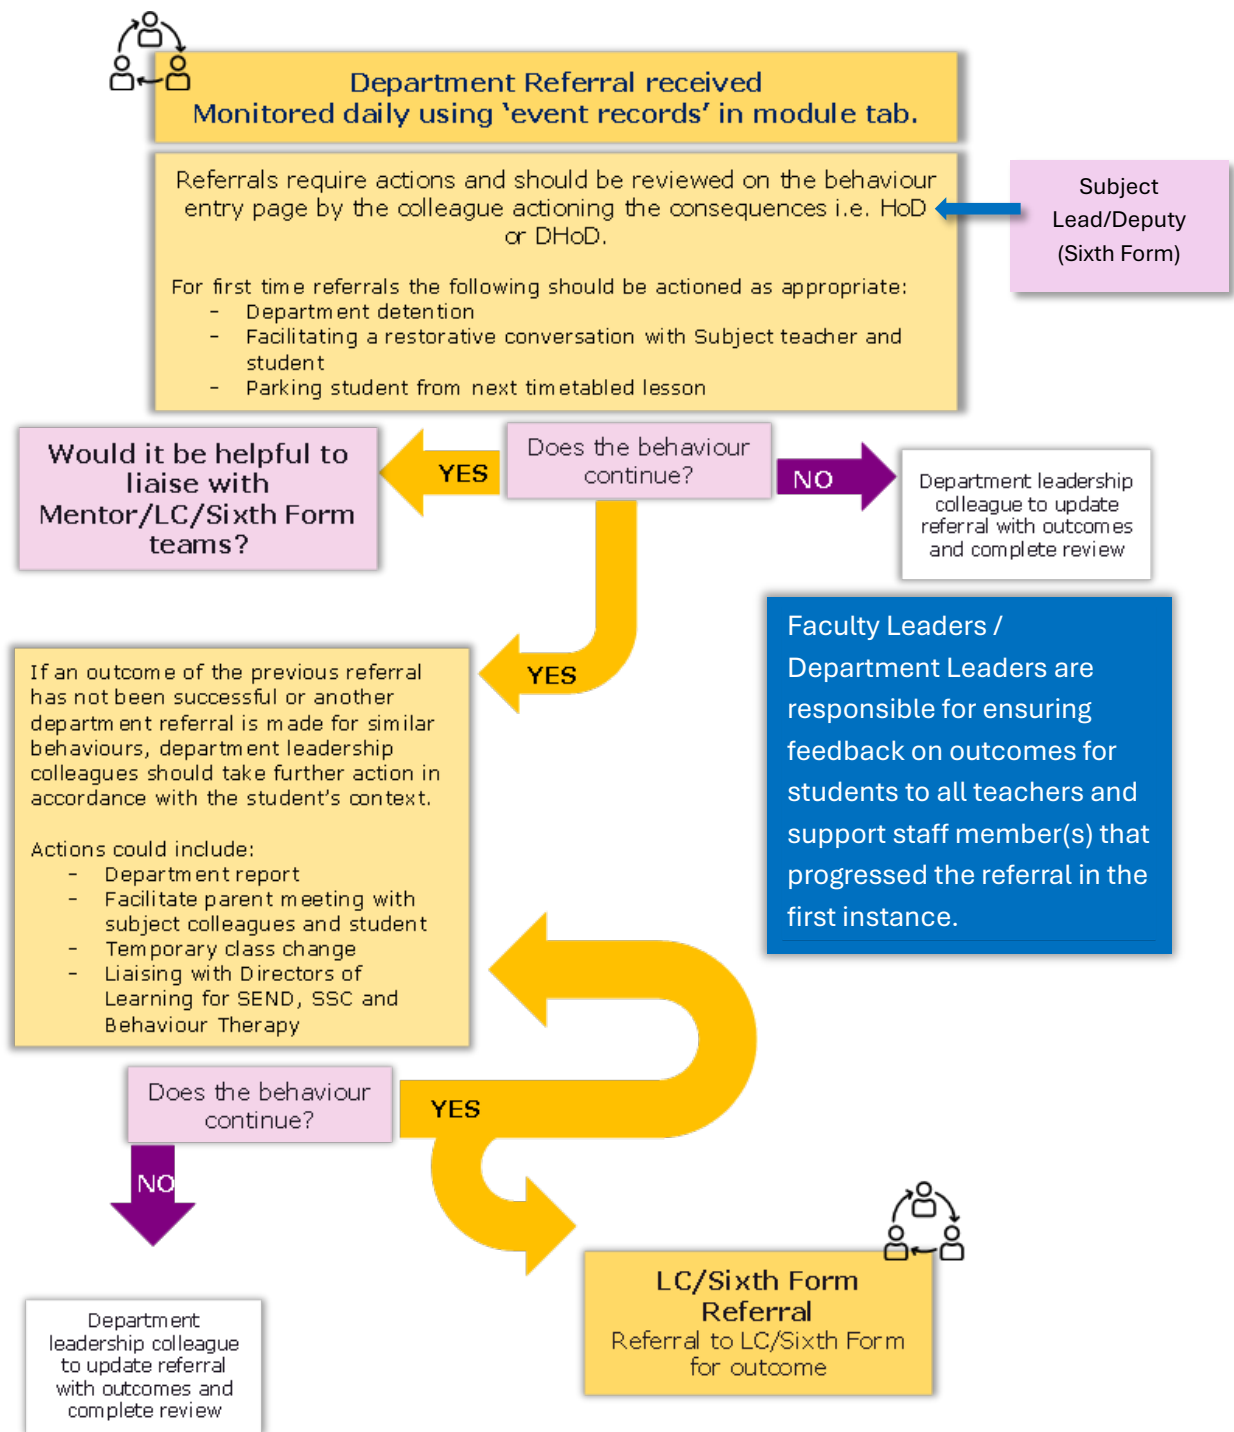 Department Referral received
Monitored daily using ‘event records’ in module tab.
Referrals require actions and should be reviewed on the behaviour
entry page by the colleague actioning the consequences i.e. HoD
or DHoD.
Subject
Lead/Deputy
(Sixth Form)
For first time referrals the following should be actioned as appropriate:
- Department detention
- Facilitating a restorative conversation with Subject teacher and
student
- Parking student from next timetabled lesson
Would it be helpful to
liaise with
Mentor/LC/Sixth Form
teams?
YES
Does the behaviour
continue?
NO
Department leadership
colleague to update
referral with outcomes
and complete review
YES
Faculty Leaders /
Department Leaders are
responsible for ensuring
feedback on outcomes for
students to all teachers and
support staff member(s) that
progressed the referral in the
first instance.
If an outcome of the previous referral
has not been successful or another
department referral is made for similar
behaviours, department leadership
colleagues should take further action in
accordance with the student’s context.
Actions could include:
- Department report
- Facilitate parent meeting with
subject colleagues and student
- Temporary class change
- Liaising with Directors of
Learning for SEND, SSC and
Behaviour Therapy
Does the behaviour
continue?
YES
NO
LC/Sixth Form
Referral
Referral to LC/Sixth Form
for outcome
Department
leadership colleague
to update referral
with outcomes and
complete review